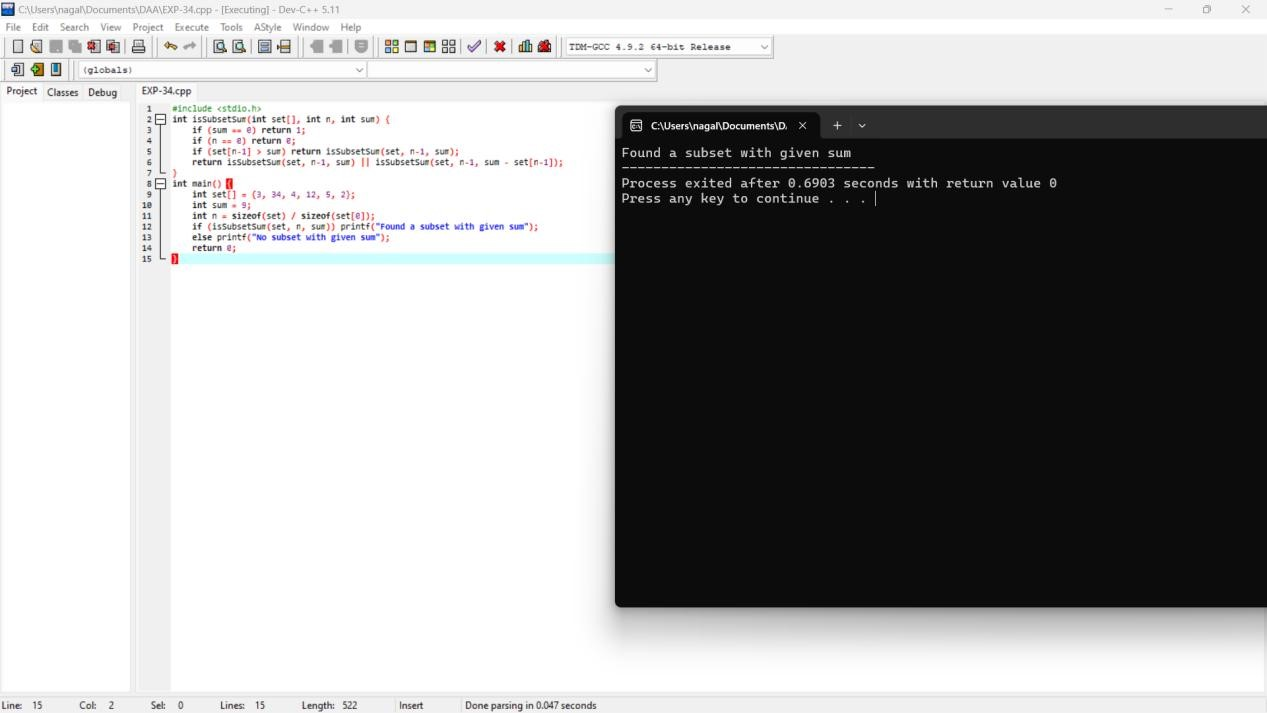 C:\Users\nagal\Documents\DAA\EXP-34.cpp - [Executing] - Dev-C++ 5.11
File Edit Search View Project Execute Tools AStyle Window Help
TDM-GCC 4.9.2 64-bit Release
(globals)
Project Classes Debug
EXP-34.cpp
1 #include <stdio.h>
2 int isSubsetSum(int set[], int n, int sum) {
3 if (sum == 0) return 1;
4 if (n == 0) return 0;
5 if (set[n-1] > sum) return isSubsetSum(set, n-1, sum);
6 return isSubsetSum(set, n-1, sum) || isSubsetSum(set, n-1, sum - set[n-1]);
7 }
8 int main() {
9 int set[] = {3, 34, 4, 12, 5, 2};
10 int sum = 9;
11 int n = sizeof(set) / sizeof(set[0]);
12 if (isSubsetSum(set, n, sum)) printf("Found a subset with given sum");
13 else printf("No subset with given sum");
14 return 0;
15 }
C:\Users\nagal\Documents\D.
Found a subset with given sum
--------------------------------
Process exited after 0.6903 seconds with return value 0
Press any key to continue . . .
Line: 15 Col: 2 Sel: 0 Lines: 15 Length: 522 Insert Done parsing in 0.047 seconds